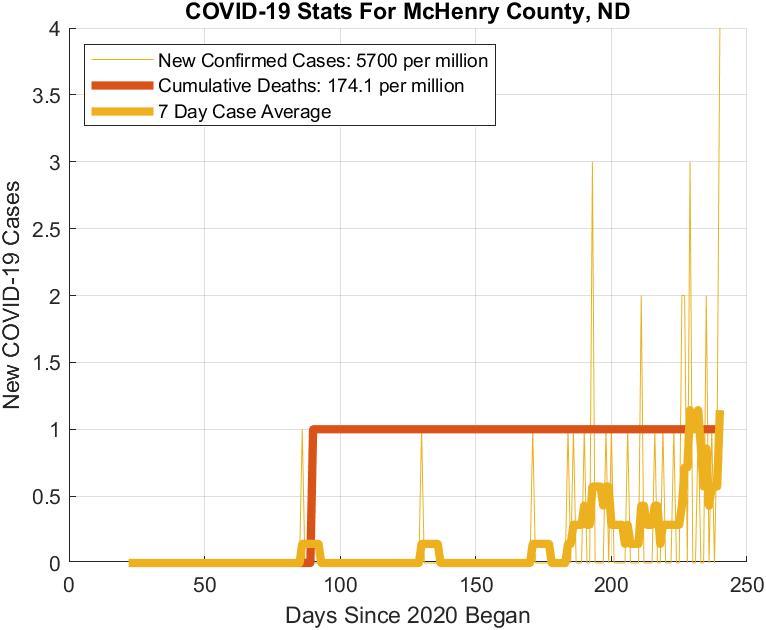 COVID-19 Stats For McHenry County, ND
4
3.5
3
2.5
2
1.5
1
0.5
0
New COVID-19 Cases
New Confirmed Cases: 5700 per million
Cumulative Deaths: 174.1 per million
7 Day Case Average
0 50 100 150 200 250
Days Since 2020 Began